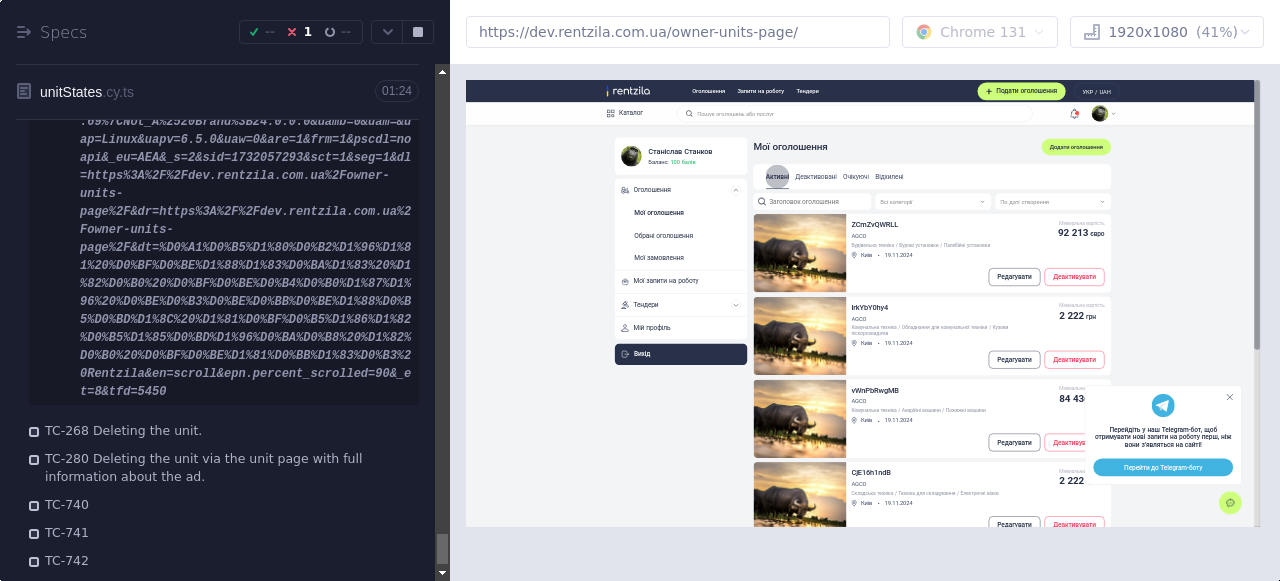 Specs
--
1
--
unitStates.cy.ts
01:24
.69%7CNot_A%2520Brand%3B24.0.0.0&uamb=0&uam=&u
ap=Linux&uapv=6.5.0&uaw=0&are=1&frm=1&pscdl=no
api&_eu=AEA&_s=2&sid=1732057293&sct=1&seg=1&dl
=https%3A%2F%2Fdev.rentzila.com.ua%2Fowner-
units-
page%2F&dr=https%3A%2F%2Fdev.rentzila.com.ua%2
Fowner-units-
page%2F&dt=%D0%A1%D0%B5%D1%80%D0%B2%D1%96%D1%8
1%20%D0%BF%D0%BE%D1%88%D1%83%D0%BA%D1%83%20%D1
%82%D0%B0%20%D0%BF%D0%BE%D0%B4%D0%B0%D1%87%D1%
96%20%D0%BE%D0%B3%D0%BE%D0%BB%D0%BE%D1%88%D0%B
5%D0%BD%D1%8C%20%D1%81%D0%BF%D0%B5%D1%86%D1%82
%D0%B5%D1%85%D0%BD%D1%96%D0%BA%D0%B8%20%D1%82%
D0%B0%20%D0%BF%D0%BE%D1%81%D0%BB%D1%83%D0%B3%2
0Rentzila&en=scroll&epn.percent_scrolled=90&_e
t=8&tfd=5450
TC-268 Deleting the unit.
TC-280 Deleting the unit via the unit page with full
information about the ad.
TC-740
TC-741
TC-742
https://dev.rentzila.com.ua/owner-units-page/
Chrome 131
1920x1080 (41%)
rentzila
Оголошення
Запити на роботу
Тендери
+ Подати оголошення
УКР / UAH
Каталог
Пошук оголошень або послуг
Станіслав Станков
Баланс: 100 балів
Оголошення
Мої оголошення
Обрані оголошення
Мої замовлення
Мої запити на роботу
Тендери
Мій профіль
Вихід
Мої оголошення
Додати оголошення
Активні
Деактивовані
Очікуючі
Відхилені
Заголовок оголошення
Всі категорії
По даті створення
ZCmZvQWRLL
AGCO
Будівельна техніка / Бурові установки / Палебійні установки
Київ • 19.11.2024
Мінімальна вартість
92 213 євро
Редагувати
Деактивувати
IrkYbY0hy4
AGCO
Комунальна техніка / Обладнання для комунальної техніки / Кузови
піскорозкидачів
Київ • 19.11.2024
Мінімальна вартість
2 222 грн
Редагувати
Деактивувати
vWnPbRwgMB
AGCO
Комунальна техніка / Аварійні машини / Пожежні машини
Київ • 19.11.2024
Мінімальна
84 43
Редагувати
Деактивув
CjE16h1ndB
AGCO
Складська техніка / Техніка для складування / Електричні візки
Київ • 19.11.2024
Мінімальна
2 222
Редагувати
Деактивувати
Перейдіть у наш Telegram-бот, щоб
отримувати нові запити на роботу перш, ніж
вони з'являться на сайті!
Перейти до Telegram-боту